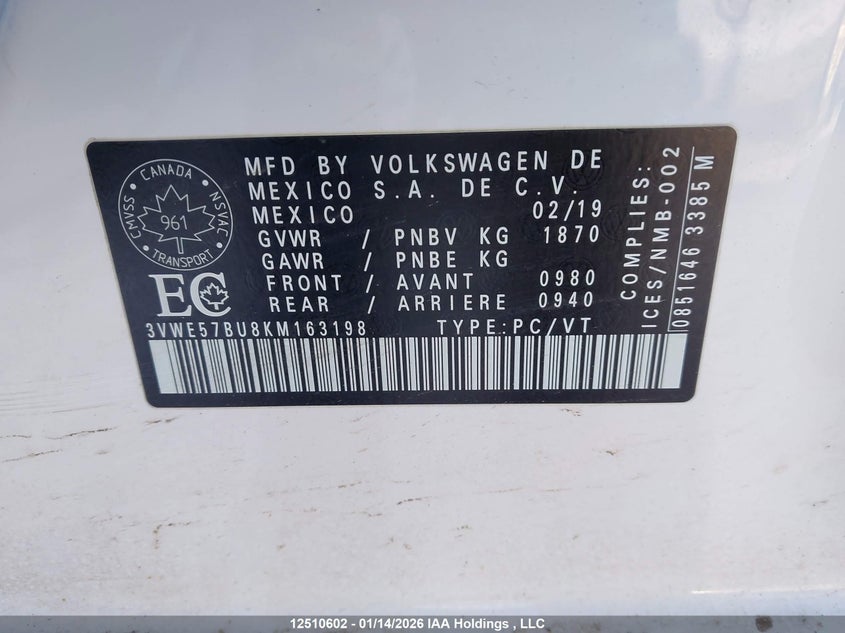 CANADA
CMVSS
961
NSVAC
TRANSPORT
EC
MFD BY VOLKSWAGEN DE
MEXICO S.A. DE C.V.
MEXICO 02/19
GVWR / PNBV KG 1870
GAWR / PNBE KG
FRONT / AVANT 0980
REAR / ARRIERE 0940
3VWE57BU8KM163198 TYPE:PC/VT
COMPLIES:
ICES/NMB-002
0851646 3385 M
12510602 - 01/14/2026 IAA Holdings , LLC